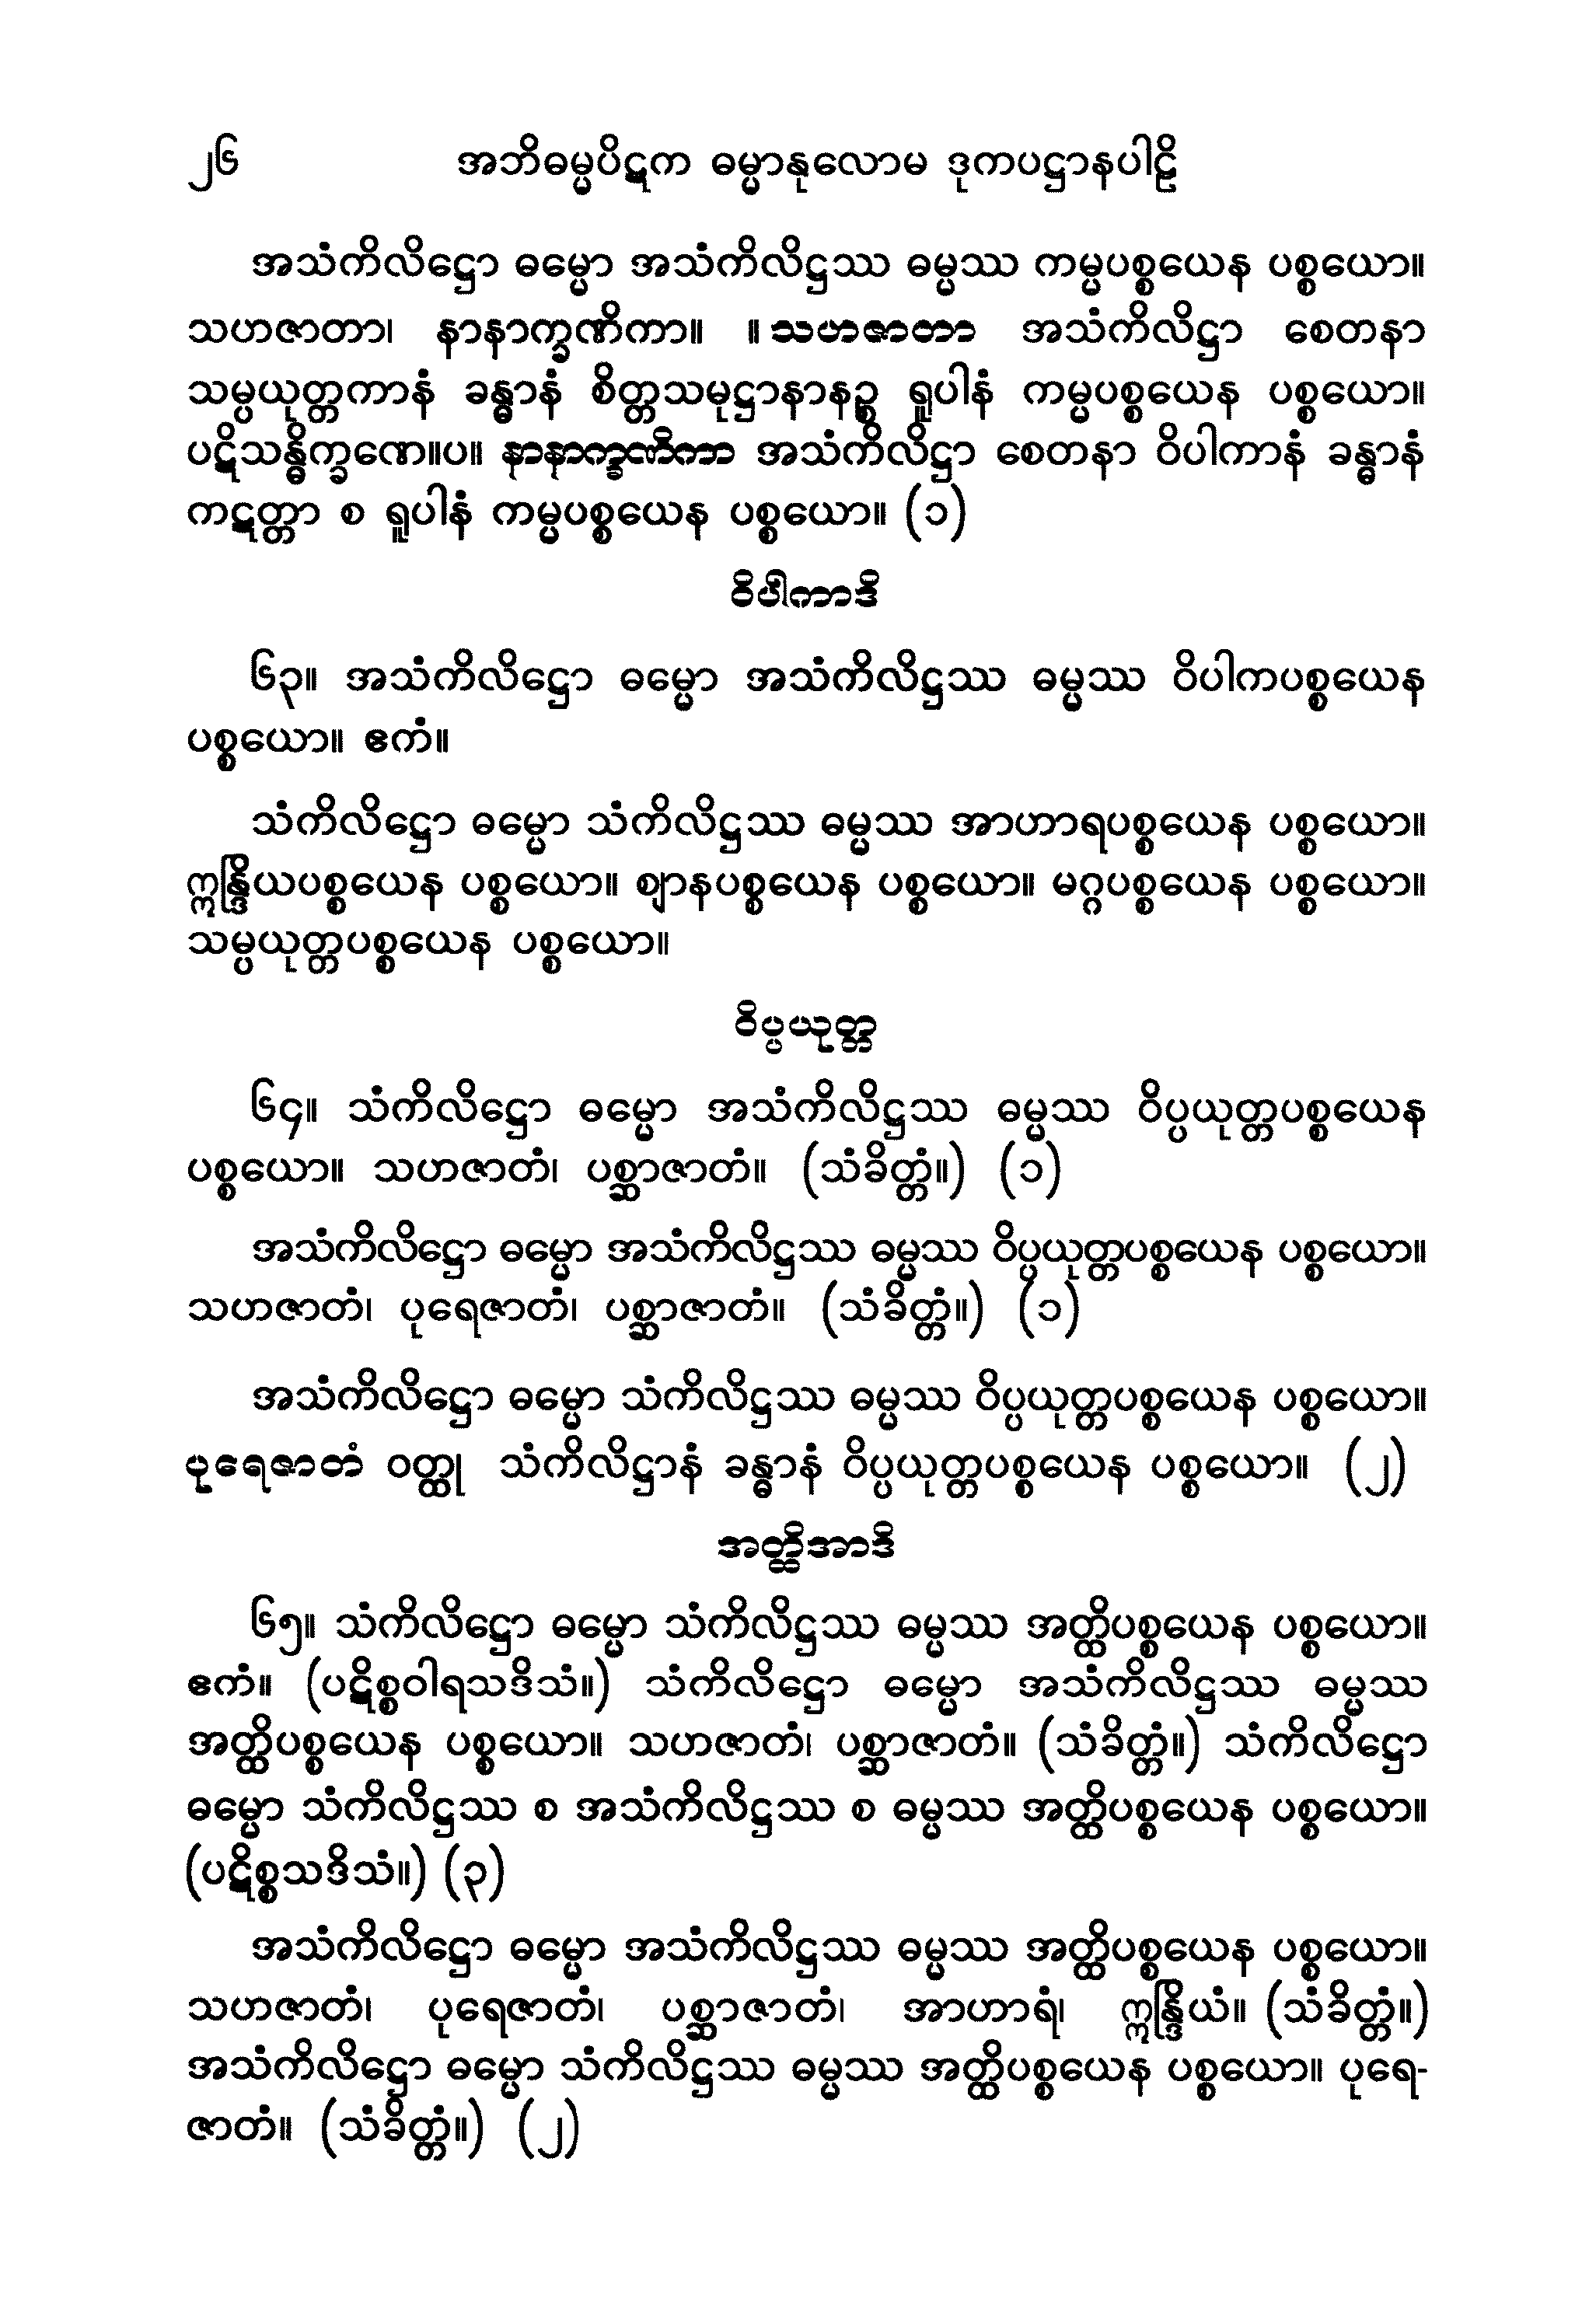 ၂၆ အဘိဓမ္မပိဋက ဓမ္မာနုလောမ ဒုကပဋ္ဌာနပါဠိ
အသံကိလိဋ္ဌော ဓမ္မော အသံကိလိဋ္ဌဿ ဓမ္မဿ ကမ္မပစ္စယေန ပစ္စယော။
သဟဇာတာ၊ နာနာက္ခဏိကာ။ ။ သဟဇာတာ အသံကိလိဋ္ဌာ စေတနာ
သမ္ပယုတ္တကာနံ ခန္ဓာနံ စိတ္တသမုဋ္ဌာနာနဉ္စ ရူပါနံ ကမ္မပစ္စယေန ပစ္စယော။
ပဋိသန္ဓိက္ခဏေ။ပ။ နာနာက္ခဏိကာ အသံကိလိဋ္ဌာ စေတနာ ဝိပါကာနံ ခန္ဓာနံ
ကဋတ္တာ စ ရူပါနံ ကမ္မပစ္စယေန ပစ္စယော။ (၁)
ဝိပါကာဒိ
၆၃။ အသံကိလိဋ္ဌော ဓမ္မော အသံကိလိဋ္ဌဿ ဓမ္မဿ ဝိပါကပစ္စယေန
ပစ္စယော။ ဧကံ။
သံကိလိဋ္ဌော ဓမ္မော သံကိလိဋ္ဌဿ ဓမ္မဿ အာဟာရပစ္စယေန ပစ္စယော။
ဣန္ဒြိယပစ္စယေန ပစ္စယော။ ဈာနပစ္စယေန ပစ္စယော။ မဂ္ဂပစ္စယေန ပစ္စယော။
သမ္ပယုတ္တပစ္စယေန ပစ္စယော။
ဝိပ္ပယုတ္တ
၆၄။ သံကိလိဋ္ဌော ဓမ္မော အသံကိလိဋ္ဌဿ ဓမ္မဿ ဝိပ္ပယုတ္တပစ္စယေန
ပစ္စယော။ သဟဇာတံ၊ ပစ္ဆာဇာတံ။ (သံခိတ္တံ။) (၁)
အသံကိလိဋ္ဌော ဓမ္မော အသံကိလိဋ္ဌဿ ဓမ္မဿ ဝိပ္ပယုတ္တပစ္စယေန ပစ္စယော။
သဟဇာတံ၊ ပုရေဇာတံ၊ ပစ္ဆာဇာတံ။ (သံခိတ္တံ။) (၁)
အသံကိလိဋ္ဌော ဓမ္မော သံကိလိဋ္ဌဿ ဓမ္မဿ ဝိပ္ပယုတ္တပစ္စယေန ပစ္စယော။
ပုရေဇာတံ ဝတ္ထု သံကိလိဋ္ဌာနံ ခန္ဓာနံ ဝိပ္ပယုတ္တပစ္စယေန ပစ္စယော။ (၂)
အတ္ထိအာဒိ
၆၅။ သံကိလိဋ္ဌော ဓမ္မော သံကိလိဋ္ဌဿ ဓမ္မဿ အတ္ထိပစ္စယေန ပစ္စယော။
ဧကံ။ (ပဋိစ္စဝါရသဒိသံ။) သံကိလိဋ္ဌော ဓမ္မော အသံကိလိဋ္ဌဿ ဓမ္မဿ
အတ္ထိပစ္စယေန ပစ္စယော။ သဟဇာတံ၊ ပစ္ဆာဇာတံ။ (သံခိတ္တံ။) သံကိလိဋ္ဌော
ဓမ္မော သံကိလိဋ္ဌဿ စ အသံကိလိဋ္ဌဿ စ ဓမ္မဿ အတ္ထိပစ္စယေန ပစ္စယော။
(ပဋိစ္စသဒိသံ။) (၃)
အသံကိလိဋ္ဌော ဓမ္မော အသံကိလိဋ္ဌဿ ဓမ္မဿ အတ္ထိပစ္စယေန ပစ္စယော။
သဟဇာတံ၊ ပုရေဇာတံ၊ ပစ္ဆာဇာတံ၊ အာဟာရံ၊ ဣန္ဒြိယံ။ (သံခိတ္တံ။)
အသံကိလိဋ္ဌော ဓမ္မော သံကိလိဋ္ဌဿ ဓမ္မဿ အတ္ထိပစ္စယေန ပစ္စယော။ ပုရေ-
ဇာတံ။ (သံခိတ္တံ။) (၂)